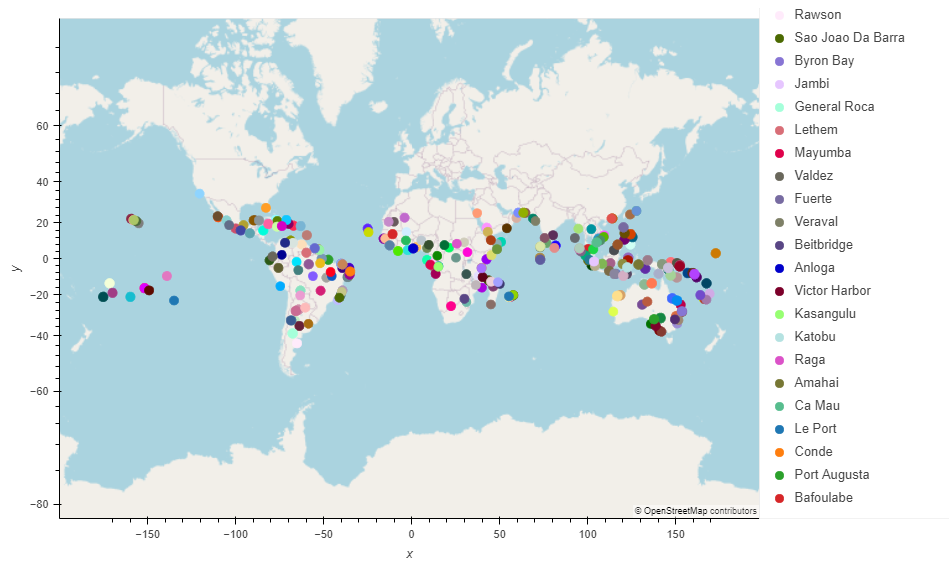 Rawson
Sao Joao Da Barra
Byron Bay
Jambi
General Roca
Lethem
Mayumba
Valdez
Fuerte
Veraval
Beitbridge
Anloga
Victor Harbor
Kasangulu
Katobu
Raga
Amahai
Ca Mau
Le Port
Conde
Port Augusta
Bafoulabe
60
40
20
0
−20
−40
−60
−80
y
© OpenStreetMap contributors
−150 −100 −50 0 50 100 150
x